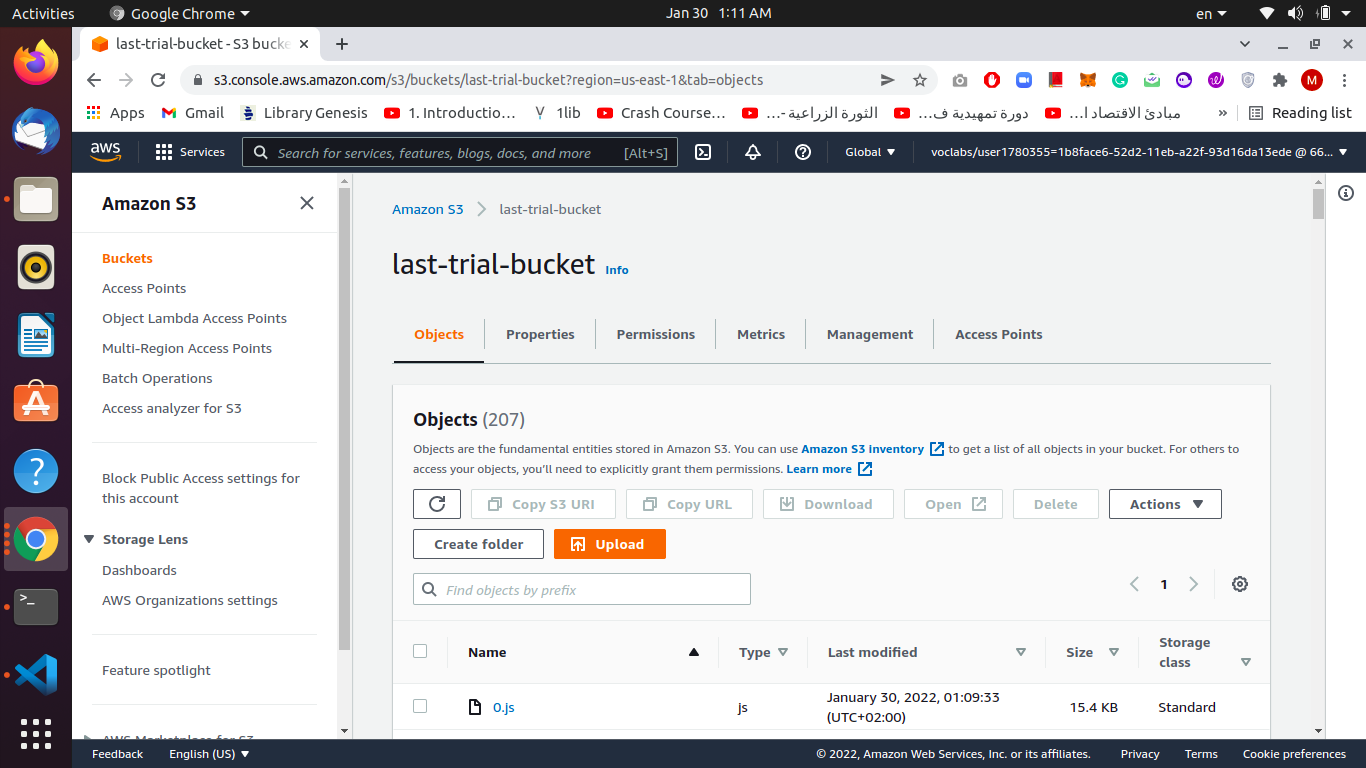 Activities Google Chrome Jan 30 1:11 AM en
last-trial-bucket - S3 bucke
s3.console.aws.amazon.com/s3/buckets/last-trial-bucket?region=us-east-1&tab=objects M
Apps Gmail Library Genesis 1. Introductio… 1lib Crash Course… الثورة الزراعية -… دورة تمهيدية ف… مبادئ الاقتصاد ا… » Reading list
aws Services Search for services, features, blogs, docs, and more [Alt+S] Global voclabs/user1780355=1b8face6-52d2-11eb-a22f-93d16da13ede @ 66...
Amazon S3
Buckets
Access Points
Object Lambda Access Points
Multi-Region Access Points
Batch Operations
Access analyzer for S3
Block Public Access settings for
this account
Storage Lens
Dashboards
AWS Organizations settings
Feature spotlight
AWS Marketplace for S3
Amazon S3 last-trial-bucket
last-trial-bucket Info
Objects Properties Permissions Metrics Management Access Points
Objects (207)
Objects are the fundamental entities stored in Amazon S3. You can use Amazon S3 inventory to get a list of all objects in your bucket. For others to
access your objects, you'll need to explicitly grant them permissions. Learn more
Copy S3 URI Copy URL Download Open Delete Actions
Create folder Upload
Find objects by prefix 1
Name Type Last modified Size Storage
class
0.js js January 30, 2022, 01:09:33
(UTC+02:00) 15.4 KB Standard
Feedback English (US) © 2022, Amazon Web Services, Inc. or its affiliates. Privacy Terms Cookie preferences